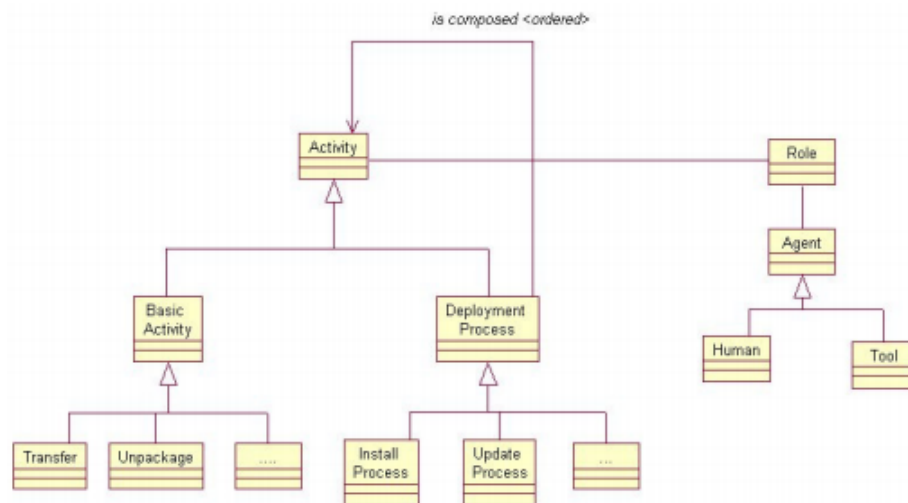 is composed <ordered>
Activity
Role
Agent
Basic
Activity
Deployment
Process
Human
Tool
Transfer
Unpackage
....
Install
Process
Update
Process
...